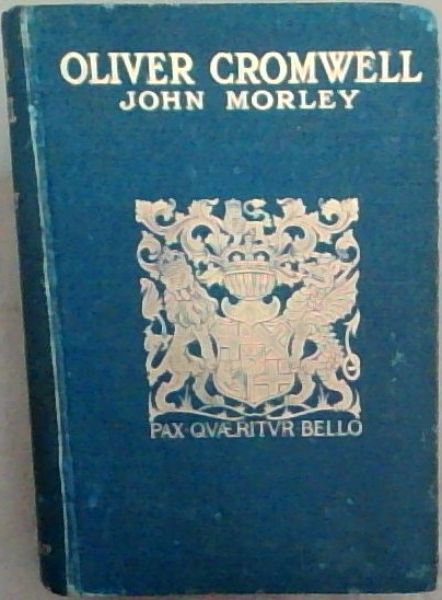 OLIVER CROMWELL
JOHN MORLEY
PAX·QVÆRITVR BELLO